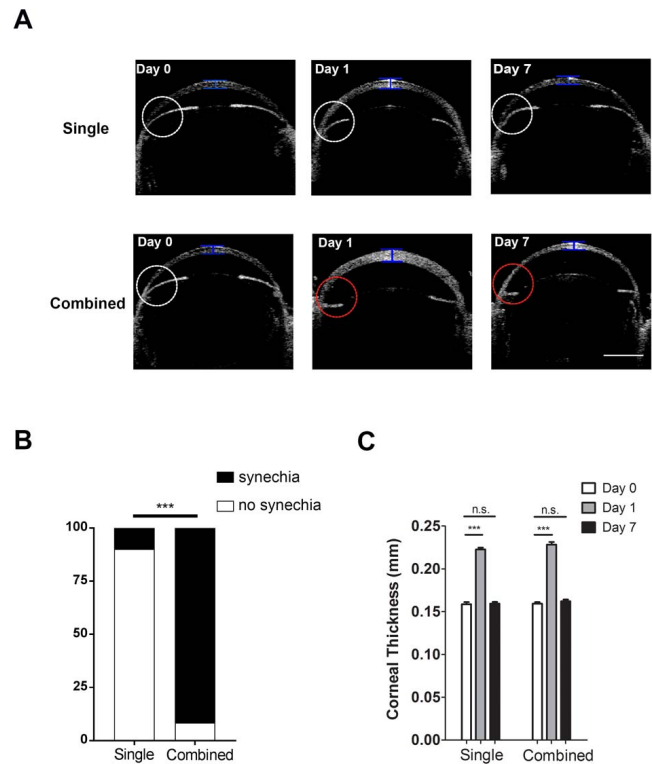 A
Day 0
Day 1
Day 7
Single
Day 0
Day 1
Day 7
Combined
B
synechia
no synechia
***
100
75
50
25
0
Single
Combined
C
Day 0
Day 1
Day 7
n.s.
n.s.
***
***
Corneal Thickness (mm)
0.25
0.20
0.15
0.10
0.05
0.00
Single
Combined